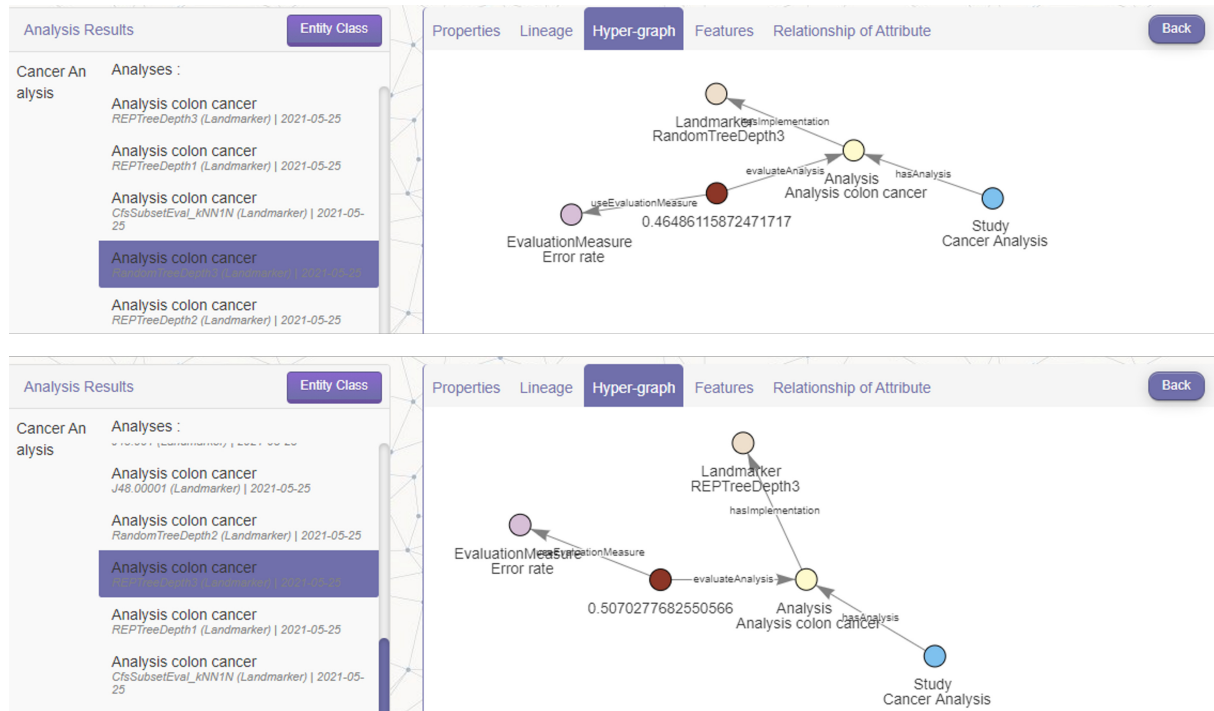 Analysis Results
Entity Class
Properties
Lineage
Hyper-graph
Features
Relationship of Attribute
Back
Cancer An
alysis
Analyses :
Analysis colon cancer
REPTreeDepth3 (Landmarker) | 2021-05-25
Analysis colon cancer
REPTreeDepth1 (Landmarker) | 2021-05-25
Analysis colon cancer
CfsSubsetEval_kNN1N (Landmarker) | 2021-05-
25
Analysis colon cancer
RandomTreeDepth3 (Landmarker) | 2021-05-25
Analysis colon cancer
REPTreeDepth2 (Landmarker) | 2021-05-25
Landmarker
RandomTreeDepth3
hasImplementation
evaluateAnalysis
Analysis
Analysis colon cancer
hasAnalysis
useEvaluationMeasure
0.46486115872471717
EvaluationMeasure
Error rate
Study
Cancer Analysis
Analysis Results
Entity Class
Properties
Lineage
Hyper-graph
Features
Relationship of Attribute
Back
Cancer An
alysis
Analyses :
Analysis colon cancer
J48.00001 (Landmarker) | 2021-05-25
Analysis colon cancer
RandomTreeDepth2 (Landmarker) | 2021-05-25
Analysis colon cancer
REPTreeDepth3 (Landmarker) | 2021-05-25
Analysis colon cancer
REPTreeDepth1 (Landmarker) | 2021-05-25
Analysis colon cancer
CfsSubsetEval_kNN1N (Landmarker) | 2021-05-
25
Landmarker
REPTreeDepth3
hasImplementation
EvaluationMeasure
Error rate
useEvaluationMeasure
evaluateAnalysis
0.5070277682550566
Analysis
Analysis colon cancer
hasAnalysis
Study
Cancer Analysis